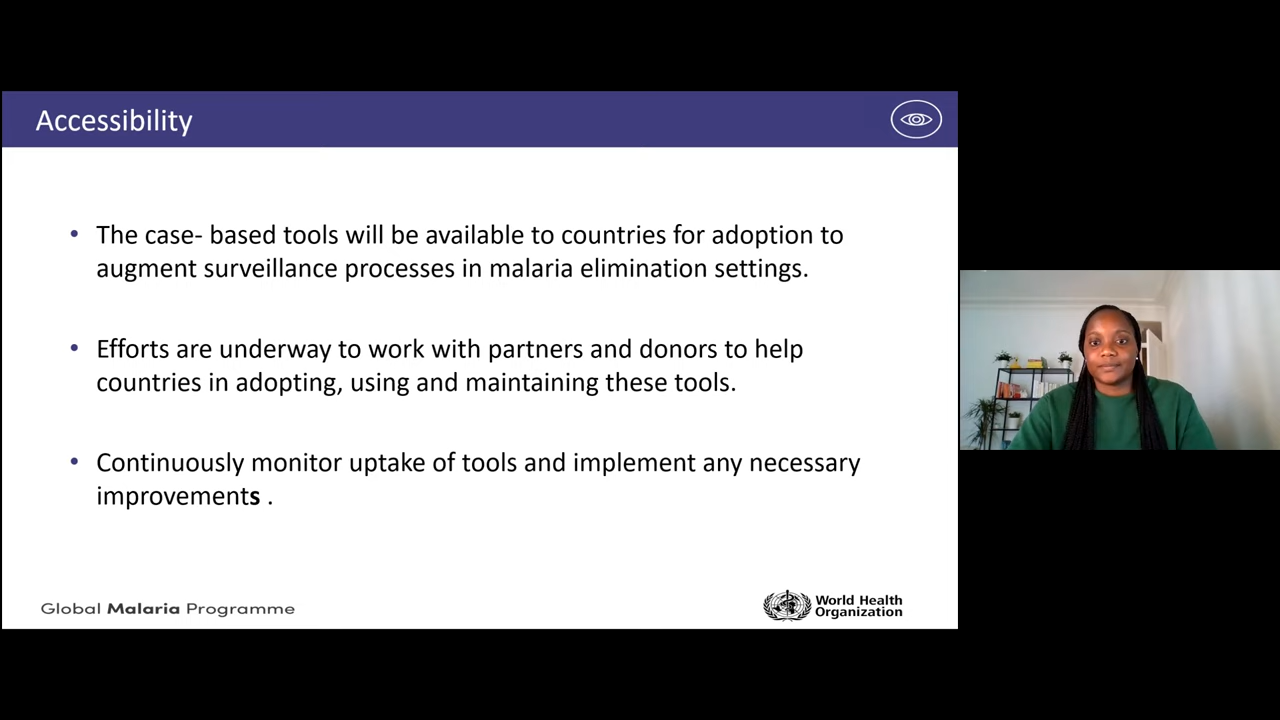 Accessibility
• The case- based tools will be available to countries for adoption to
augment surveillance processes in malaria elimination settings.
• Efforts are underway to work with partners and donors to help
countries in adopting, using and maintaining these tools.
• Continuously monitor uptake of tools and implement any necessary
improvements .
Global Malaria Programme
World Health
Organization